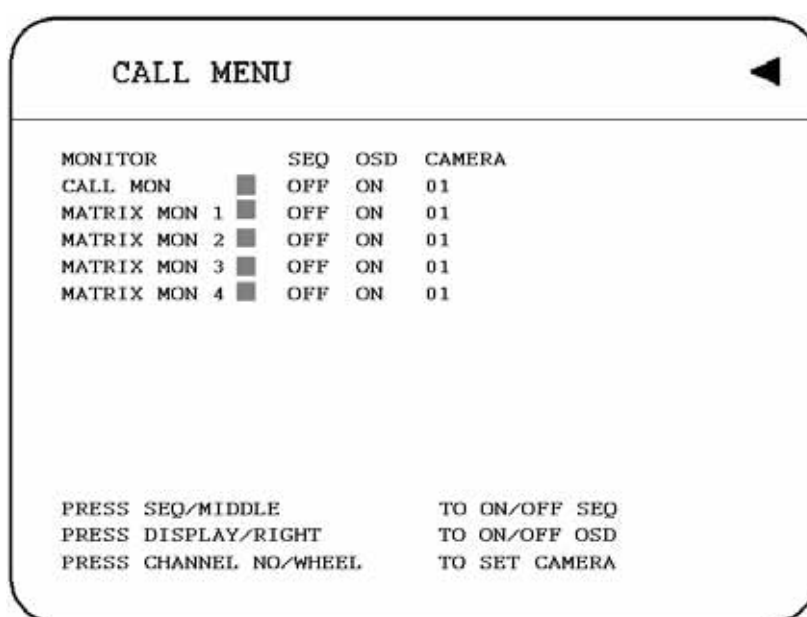 CALL MENU
MONITOR SEQ OSD CAMERA
CALL MON OFF ON 01
MATRIX MON 1 OFF ON 01
MATRIX MON 2 OFF ON 01
MATRIX MON 3 OFF ON 01
MATRIX MON 4 OFF ON 01
PRESS SEQ/MIDDLE TO ON/OFF SEQ
PRESS DISPLAY/RIGHT TO ON/OFF OSD
PRESS CHANNEL NO/WHEEL TO SET CAMERA